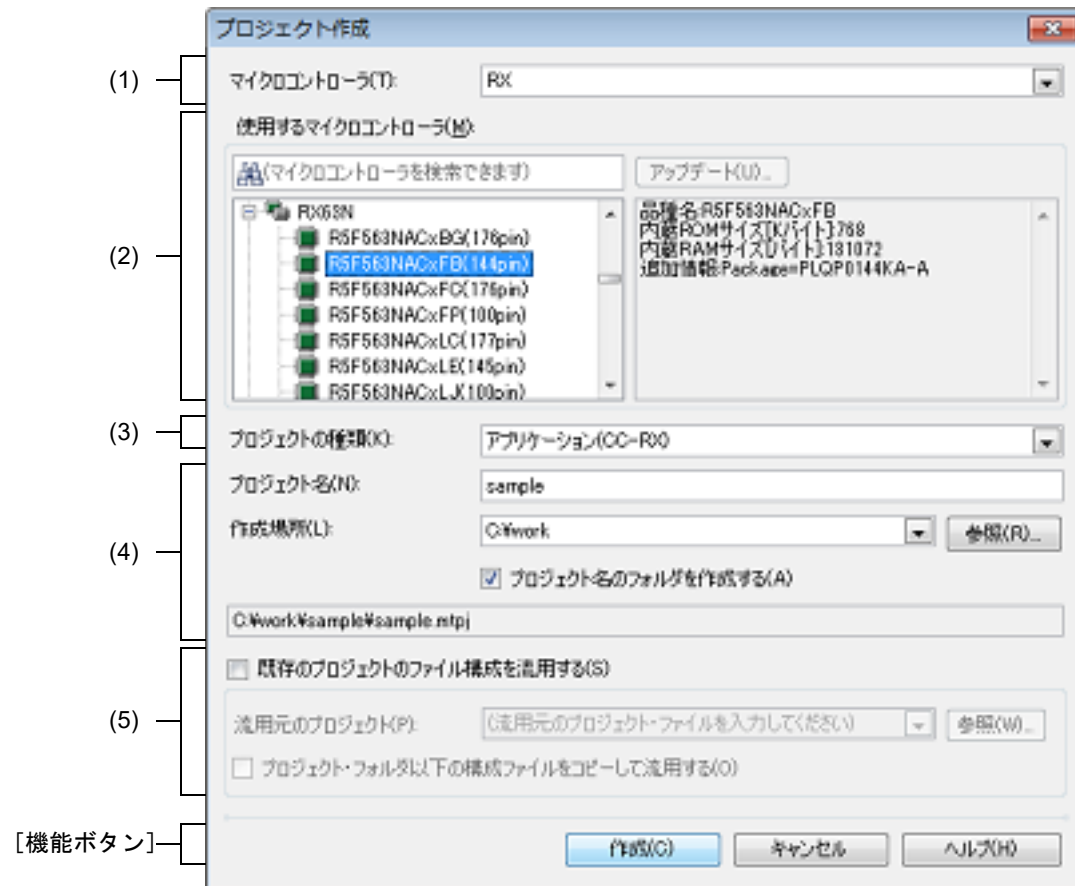 プロジェクト作成
(1)
マイクロコントローラ(T):
RX
使用するマイクロコントローラ(M):
(マイクロコントローラを検索できます)
アップデート(U)...
(2)
RX63N
R5F563NACxBG(176pin)
R5F563NACxFB(144pin)
R5F563NACxFC(176pin)
R5F563NACxFP(100pin)
R5F563NACxLC(177pin)
R5F563NACxLE(145pin)
R5F563NACxLJ(100pin)
品種名:R5F563NACxFB
内蔵ROMサイズ[Kバイト]:768
内蔵RAMサイズ[バイト]:131072
追加情報:Package=PLQP0144KA-A
(3)
プロジェクトの種類(K):
アプリケーション(CC-RX)
(4)
プロジェクト名(N):
sample
作成場所(L):
C:¥work
参照(R)...
プロジェクト名のフォルダを作成する(A)
C:¥work¥sample¥sample.mtpj
(5)
既存のプロジェクトのファイル構成を流用する(S)
流用元のプロジェクト(P):
(流用元のプロジェクト・ファイルを入力してください)
参照(W)...
プロジェクト・フォルダ以下の構成ファイルをコピーして流用する(O)
[機能ボタン]
作成(C)
キャンセル
ヘルプ(H)